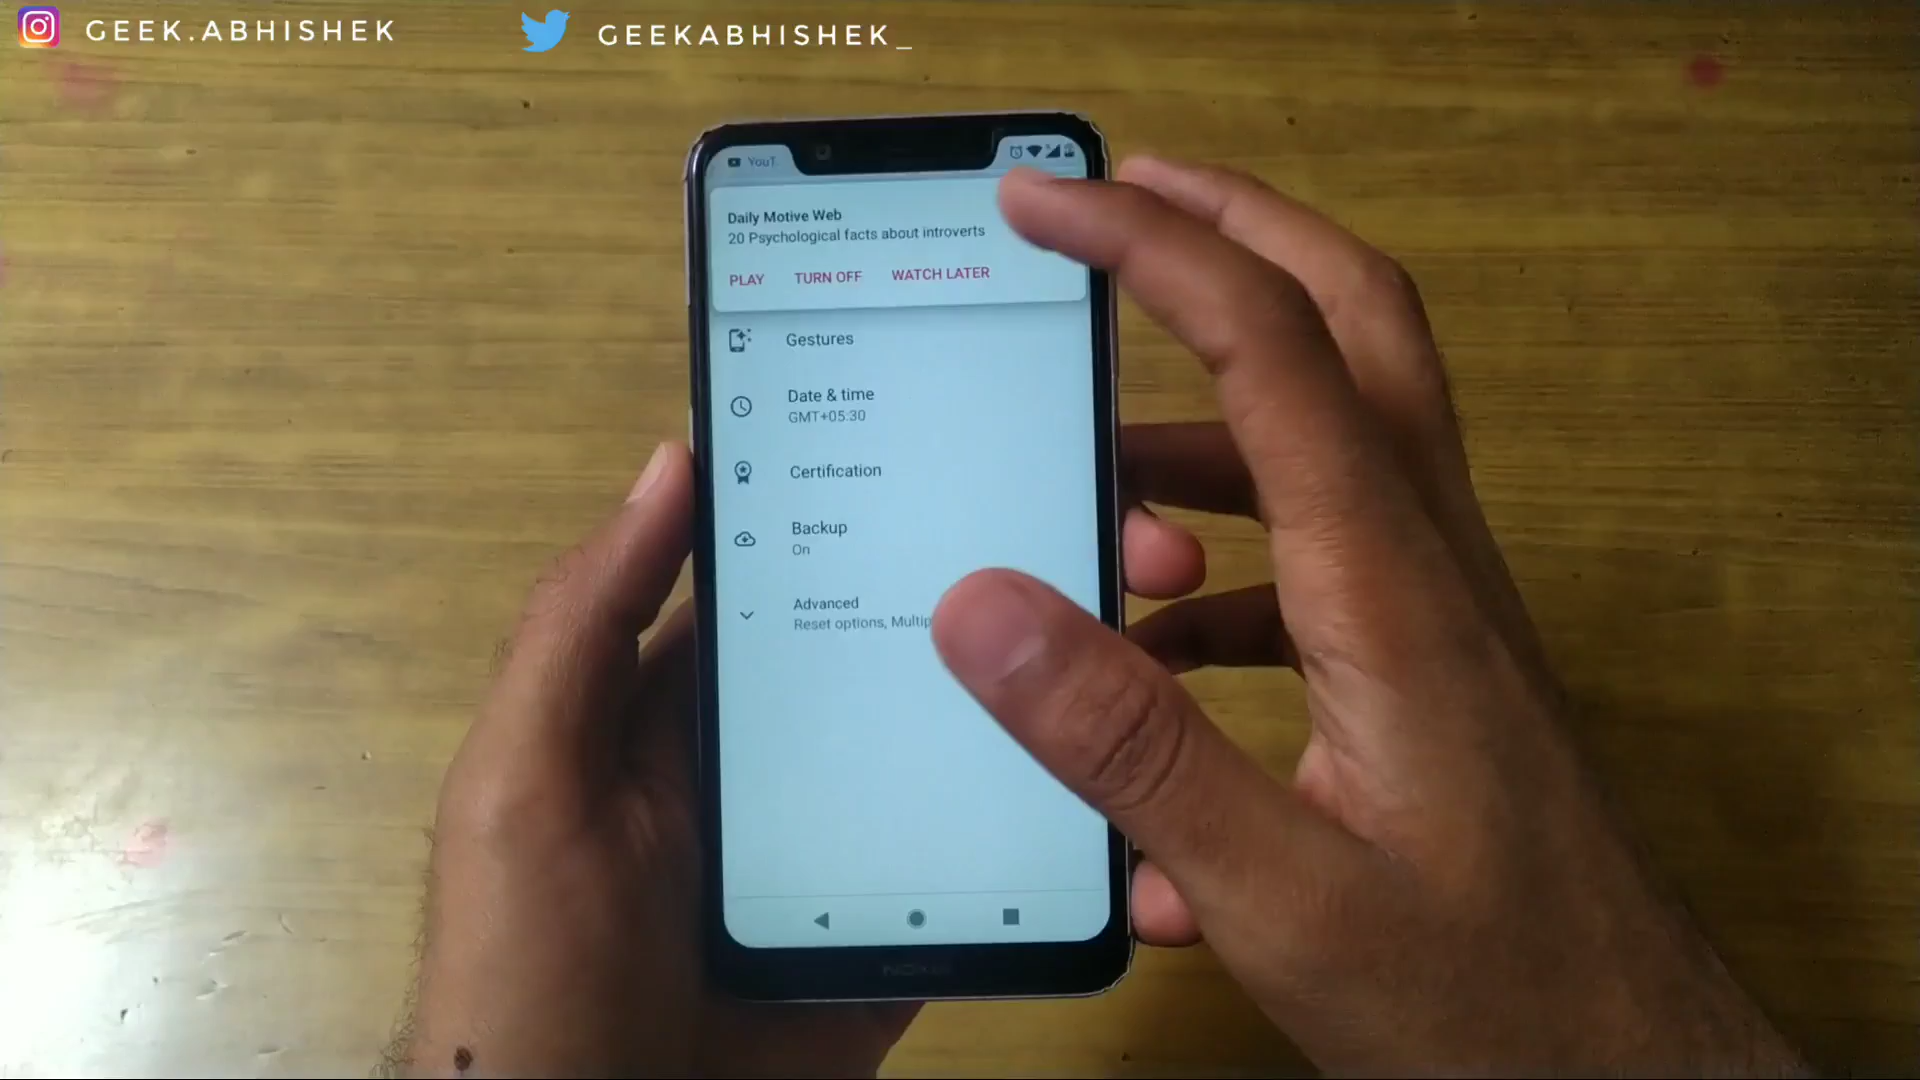 GEEK.ABHISHEK
GEEKABHISHEK_
YouT
Daily Motive Web
20 Psychological facts about introverts
PLAY TURN OFF WATCH LATER
Gestures
Date & time
GMT+05:30
Certification
Backup
On
Advanced
Reset options, Multip
NOKIA